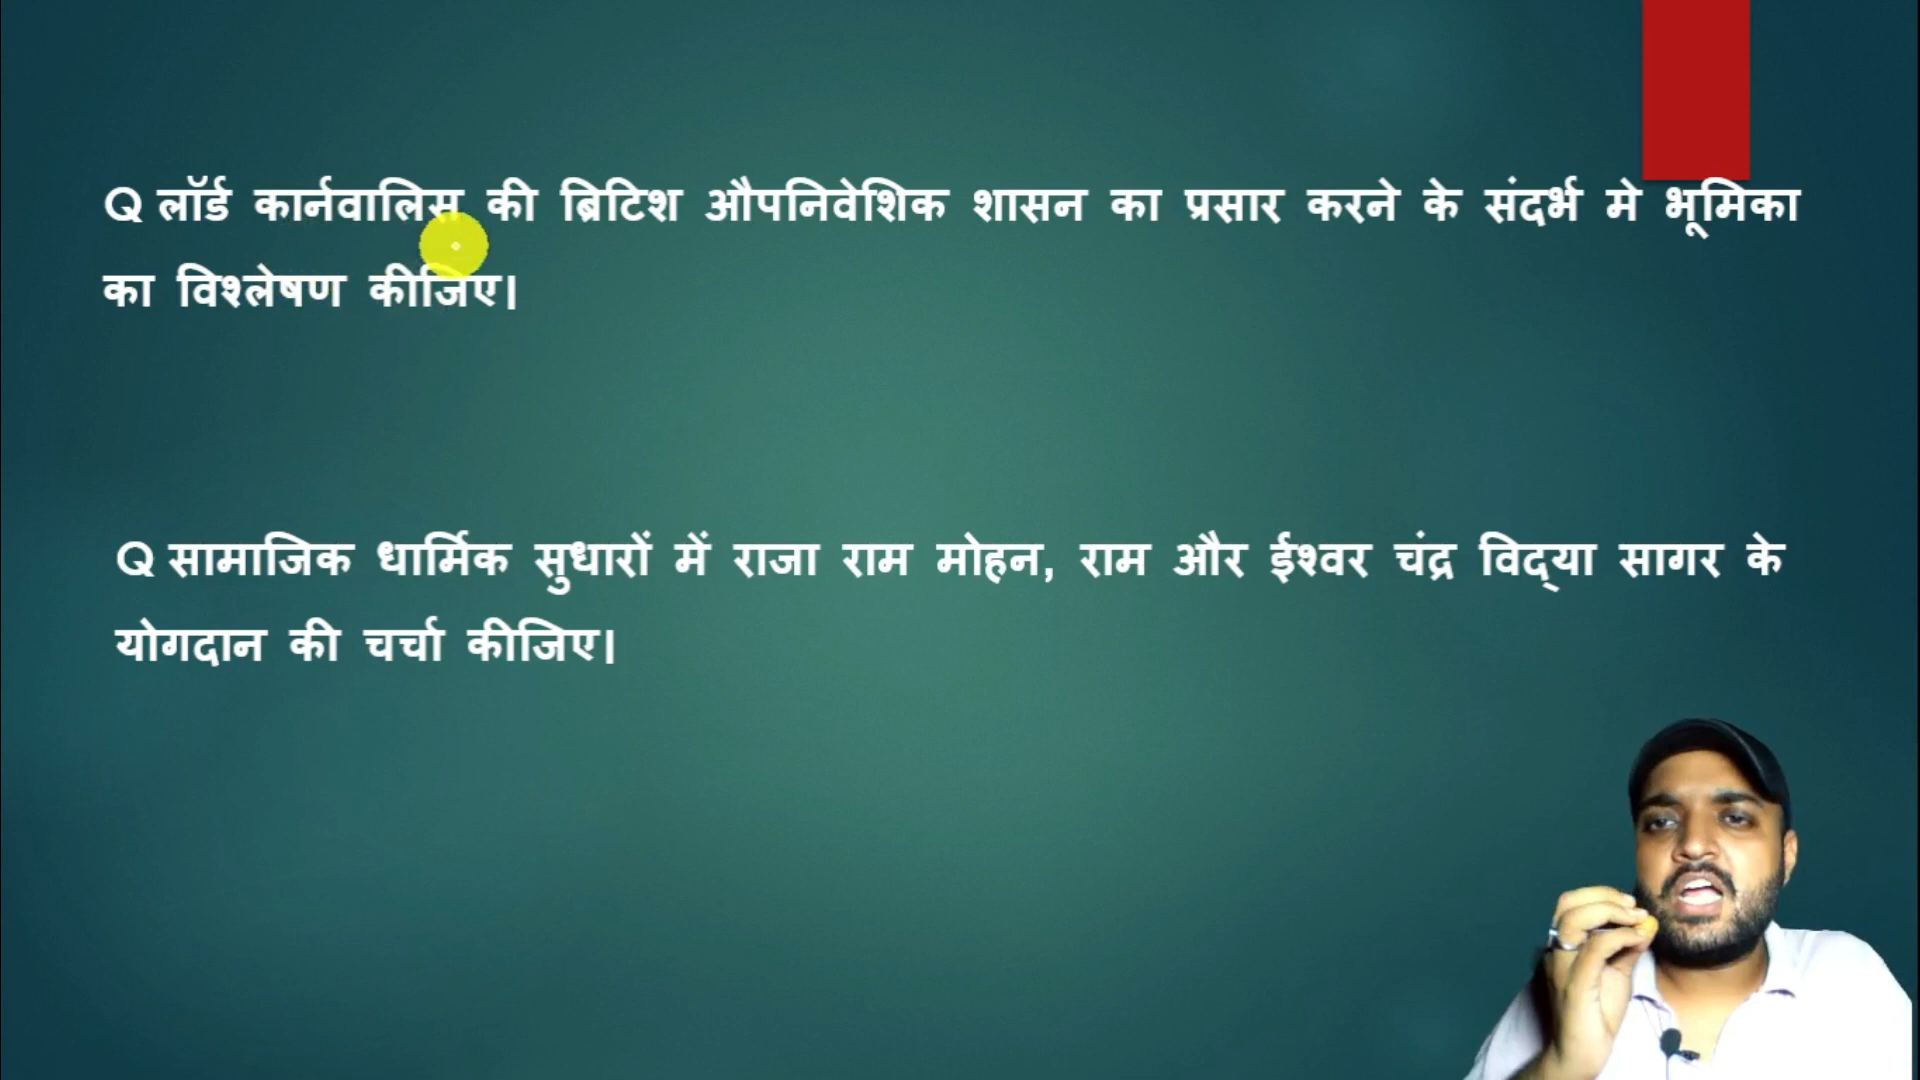 Q लॉर्ड कार्नवालिस की ब्रिटिश औपनिवेशिक शासन का प्रसार करने के संदर्भ मे भूमिका
का विश्लेषण कीजिए।
Q सामाजिक धार्मिक सुधारों में राजा राम मोहन, राम और ईश्वर चंद्र विद्या सागर के
योगदान की चर्चा कीजिए।